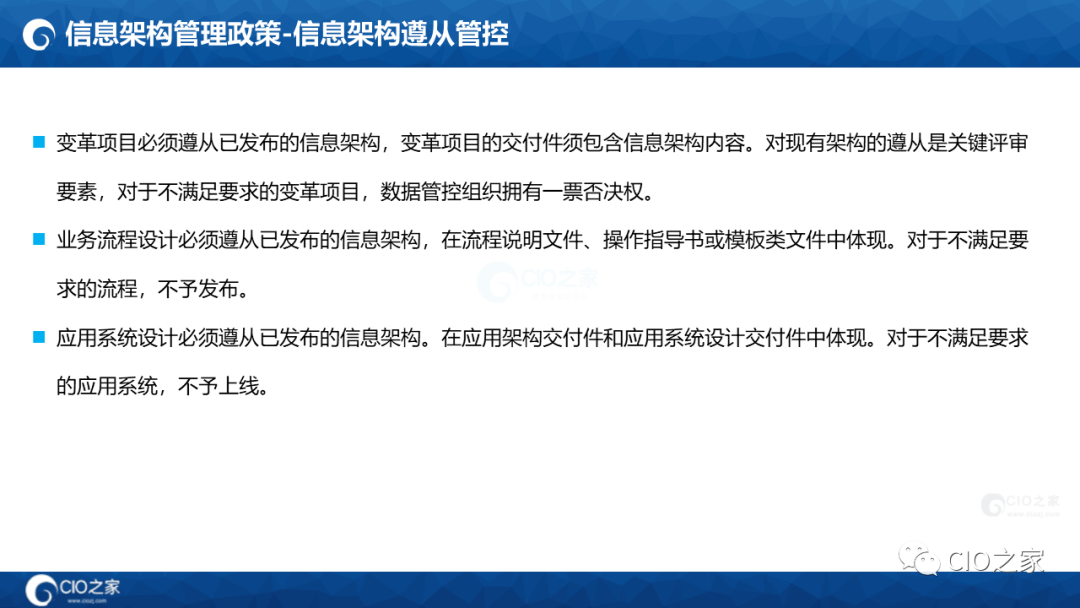 信息架构管理政策-信息架构遵从管控
变革项目必须遵从已发布的信息架构，变革项目的交付件须包含信息架构内容。对现有架构的遵从是关键评审
要素，对于不满足要求的变革项目，数据管控组织拥有一票否决权。
业务流程设计必须遵从已发布的信息架构，在流程说明文件、操作指导书或模板类文件中体现。对于不满足要
求的流程，不予发布。
CIO之家
应用系统设计必须遵从已发布的信息架构。在应用架构交付件和应用系统设计交付件中体现。对于不满足要求
的应用系统，不予上线。
CIO之家
www.ciozj.com
CIO之家
CIO之家
www.ciozj.com